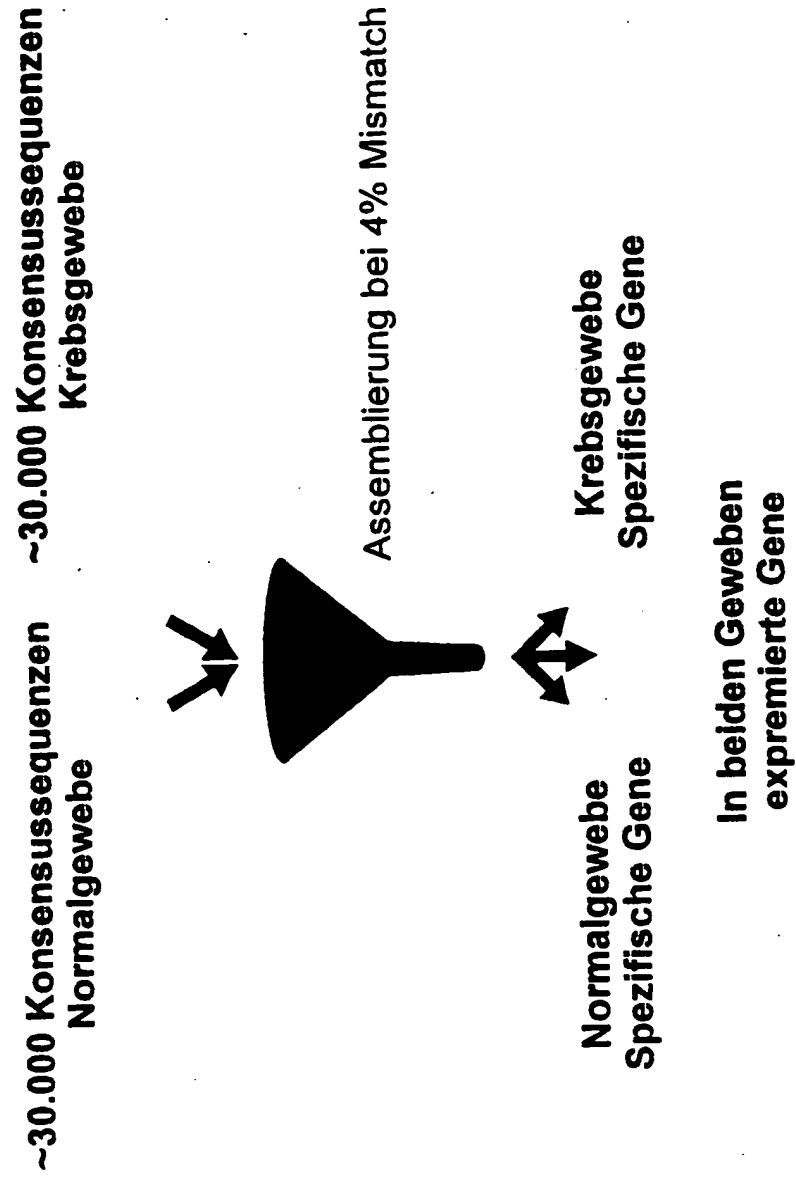 ~30.000 Konsensussequenzen
Normalgewebe
~30.000 Konsensussequenzen
Krebsgewebe
Assemblierung bei 4% Mismatch
Normalgewebe
Spezifische Gene
Krebsgewebe
Spezifische Gene
In beiden Geweben
expremierte Gene